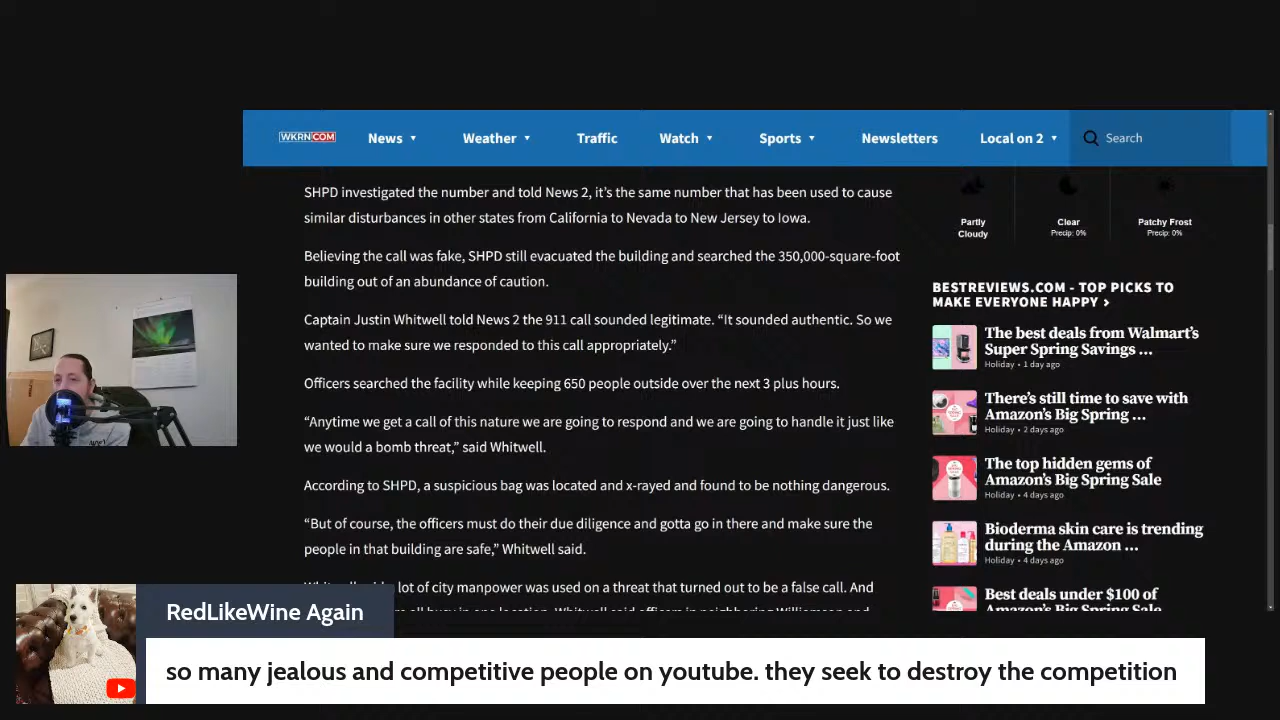 WKRN.COM
News
Weather
Traffic
Watch
Sports
Newsletters
Local on 2
Search
SHPD investigated the number and told News 2, it’s the same number that has been used to cause
similar disturbances in other states from California to Nevada to New Jersey to Iowa.
Believing the call was fake, SHPD still evacuated the building and searched the 350,000-square-foot
building out of an abundance of caution.
Captain Justin Whitwell told News 2 the 911 call sounded legitimate. “It sounded authentic. So we
wanted to make sure we responded to this call appropriately.”
Officers searched the facility while keeping 650 people outside over the next 3 plus hours.
“Anytime we get a call of this nature we are going to respond and we are going to handle it just like
we would a bomb threat,” said Whitwell.
According to SHPD, a suspicious bag was located and x-rayed and found to be nothing dangerous.
“But of course, the officers must do their due diligence and gotta go in there and make sure the
people in that building are safe,” Whitwell said.
lot of city manpower was used on a threat that turned out to be a false call. And
Partly
Cloudy
Clear
Precip: 0%
Patchy Frost
Precip: 0%
BESTREVIEWS.COM - TOP PICKS TO
MAKE EVERYONE HAPPY >
The best deals from Walmart’s
Super Spring Savings …
Holiday • 1 day ago
There’s still time to save with
Amazon’s Big Spring …
Holiday • 2 days ago
The top hidden gems of
Amazon’s Big Spring Sale
Holiday • 4 days ago
Bioderma skin care is trending
during the Amazon …
Holiday • 4 days ago
Best deals under $100 of
Amazon’s Big Spring Sale
RedLikeWine Again
so many jealous and competitive people on youtube. they seek to destroy the competition